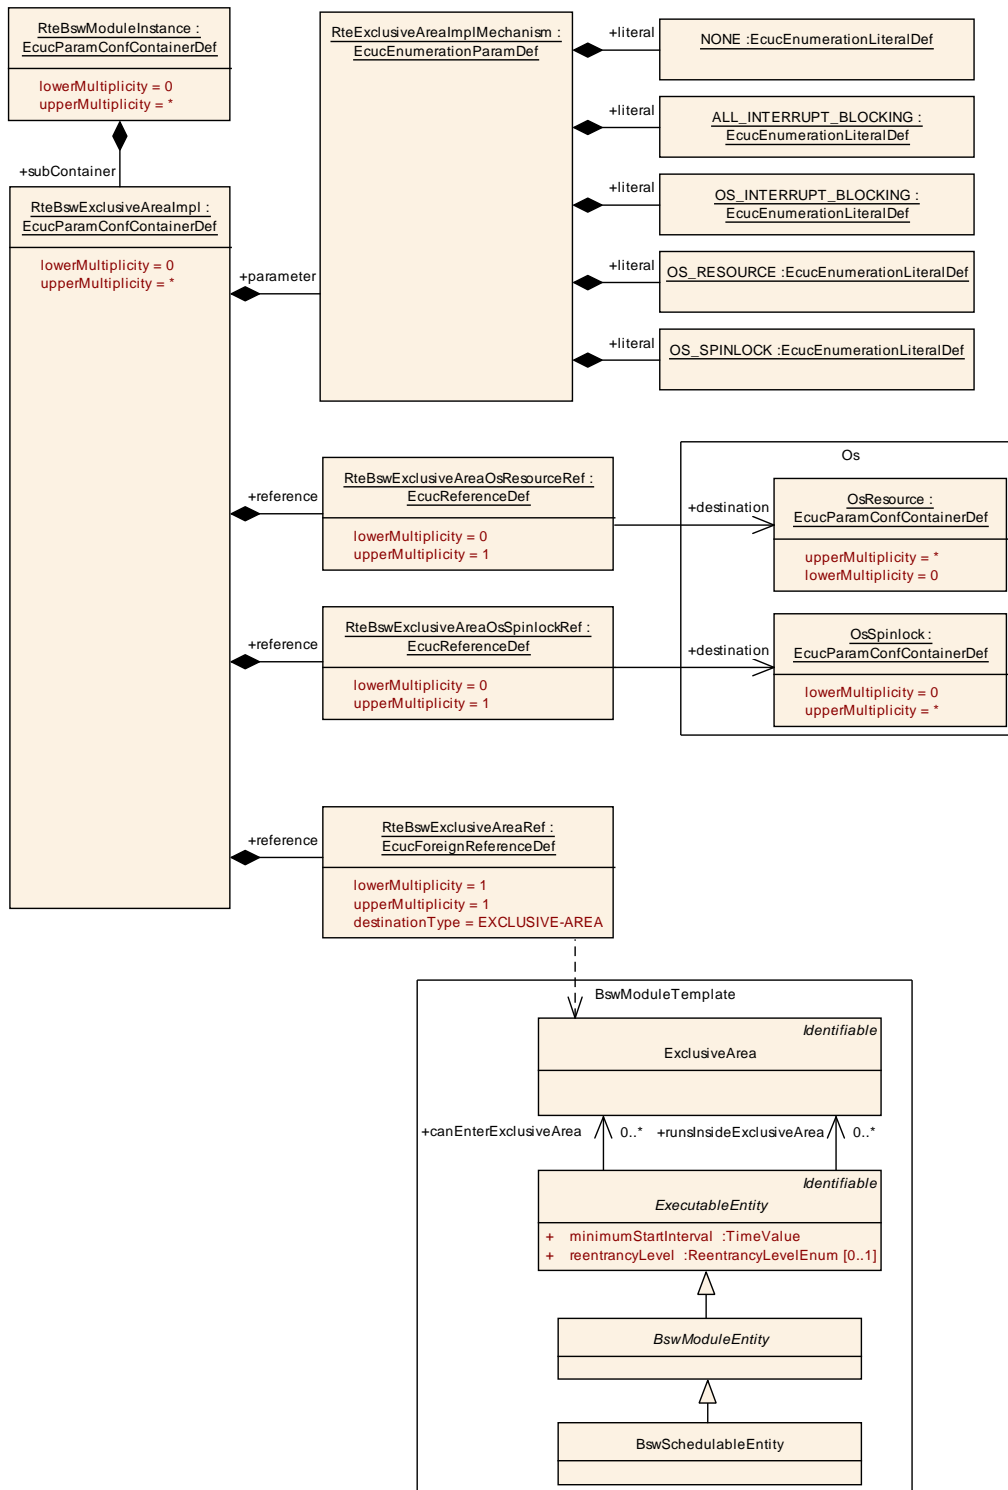 RteBswModuleInstance :
EcucParamConfContainerDef
lowerMultiplicity = 0
upperMultiplicity = *
+subContainer
RteBswExclusiveAreaImpl :
EcucParamConfContainerDef
lowerMultiplicity = 0
upperMultiplicity = *
+parameter
RteExclusiveAreaImplMechanism :
EcucEnumerationParamDef
+literal
NONE :EcucEnumerationLiteralDef
+literal
ALL_INTERRUPT_BLOCKING :
EcucEnumerationLiteralDef
+literal
OS_INTERRUPT_BLOCKING :
EcucEnumerationLiteralDef
+literal
OS_RESOURCE :EcucEnumerationLiteralDef
+literal
OS_SPINLOCK :EcucEnumerationLiteralDef
+reference
RteBswExclusiveAreaOsResourceRef :
EcucReferenceDef
lowerMultiplicity = 0
upperMultiplicity = 1
Os
+destination
OsResource :
EcucParamConfContainerDef
upperMultiplicity = *
lowerMultiplicity = 0
+reference
RteBswExclusiveAreaOsSpinlockRef :
EcucReferenceDef
lowerMultiplicity = 0
upperMultiplicity = 1
+destination
OsSpinlock :
EcucParamConfContainerDef
lowerMultiplicity = 0
upperMultiplicity = *
+reference
RteBswExclusiveAreaRef :
EcucForeignReferenceDef
lowerMultiplicity = 1
upperMultiplicity = 1
destinationType = EXCLUSIVE-AREA
BswModuleTemplate
Identifiable
ExclusiveArea
+canEnterExclusiveArea
0..*
+runsInsideExclusiveArea
0..*
Identifiable
ExecutableEntity
+ minimumStartInterval :TimeValue
+ reentrancyLevel :ReentrancyLevelEnum [0..1]
BswModuleEntity
BswSchedulableEntity